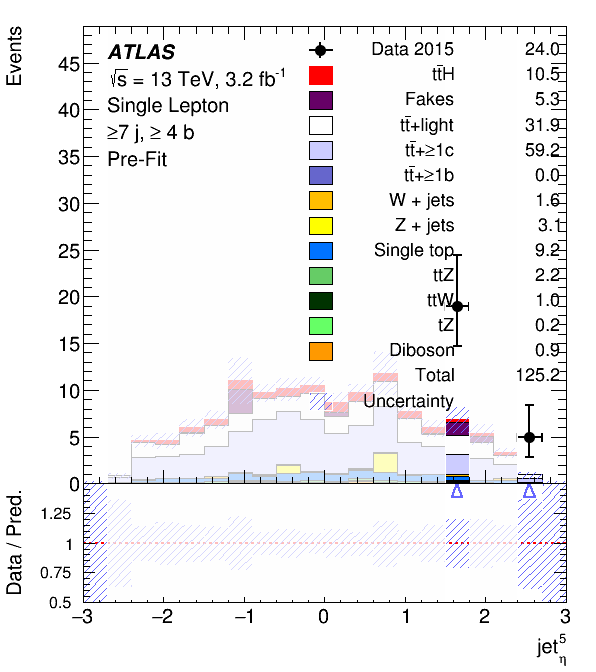 Events
ATLAS
√s = 13 TeV, 3.2 fb⁻¹
Single Lepton
≥7 j, ≥ 4 b
Pre-Fit
Data 2015 24.0
tt̄H 10.5
Fakes 5.3
tt̄+light 31.9
tt̄+≥1c 59.2
tt̄+≥1b 0.0
W + jets 1.6
Z + jets 3.1
Single top 9.2
ttZ 2.2
ttW 1.0
tZ 0.2
Diboson 0.9
Total 125.2
Uncertainty
45
40
35
30
25
20
15
10
5
0
Data / Pred.
1.25
1
0.75
0.5
−3 −2 −1 0 1 2 3
jet⁵η